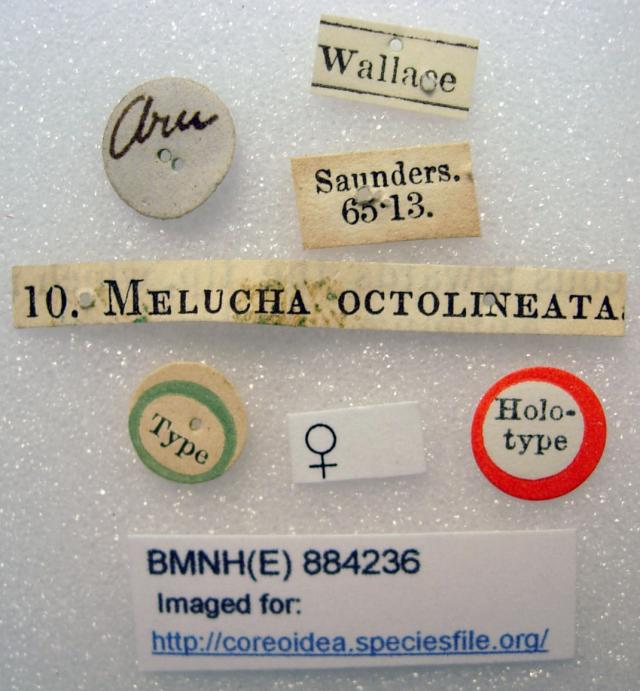 Wallace
Aru
Saunders.
65·13.
10. MELUCHA OCTOLINEATA.
Type
♀
Holo-
type
BMNH(E) 884236
Imaged for:
http://coreoidea.speciesfile.org/